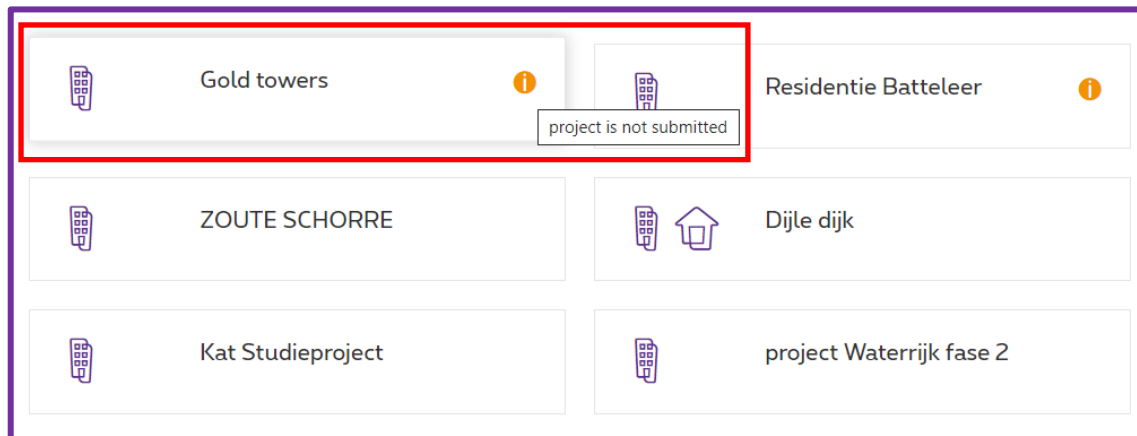 Gold towers
Residentie Batteleer
project is not submitted
ZOUTE SCHORRE
Dijle dijk
Kat Studieproject
project Waterrijk fase 2